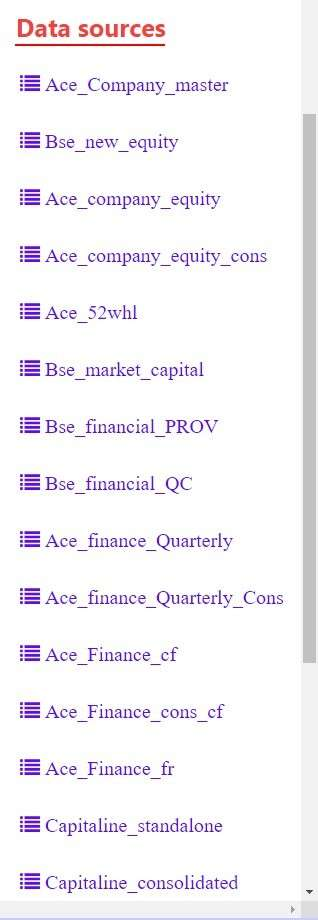 Data sources
Ace_Company_master
Bse_new_equity
Ace_company_equity
Ace_company_equity_cons
Ace_52whl
Bse_market_capital
Bse_financial_PROV
Bse_financial_QC
Ace_finance_Quarterly
Ace_finance_Quarterly_Cons
Ace_Finance_cf
Ace_Finance_cons_cf
Ace_Finance_fr
Capitaline_standalone
Capitaline_consolidated